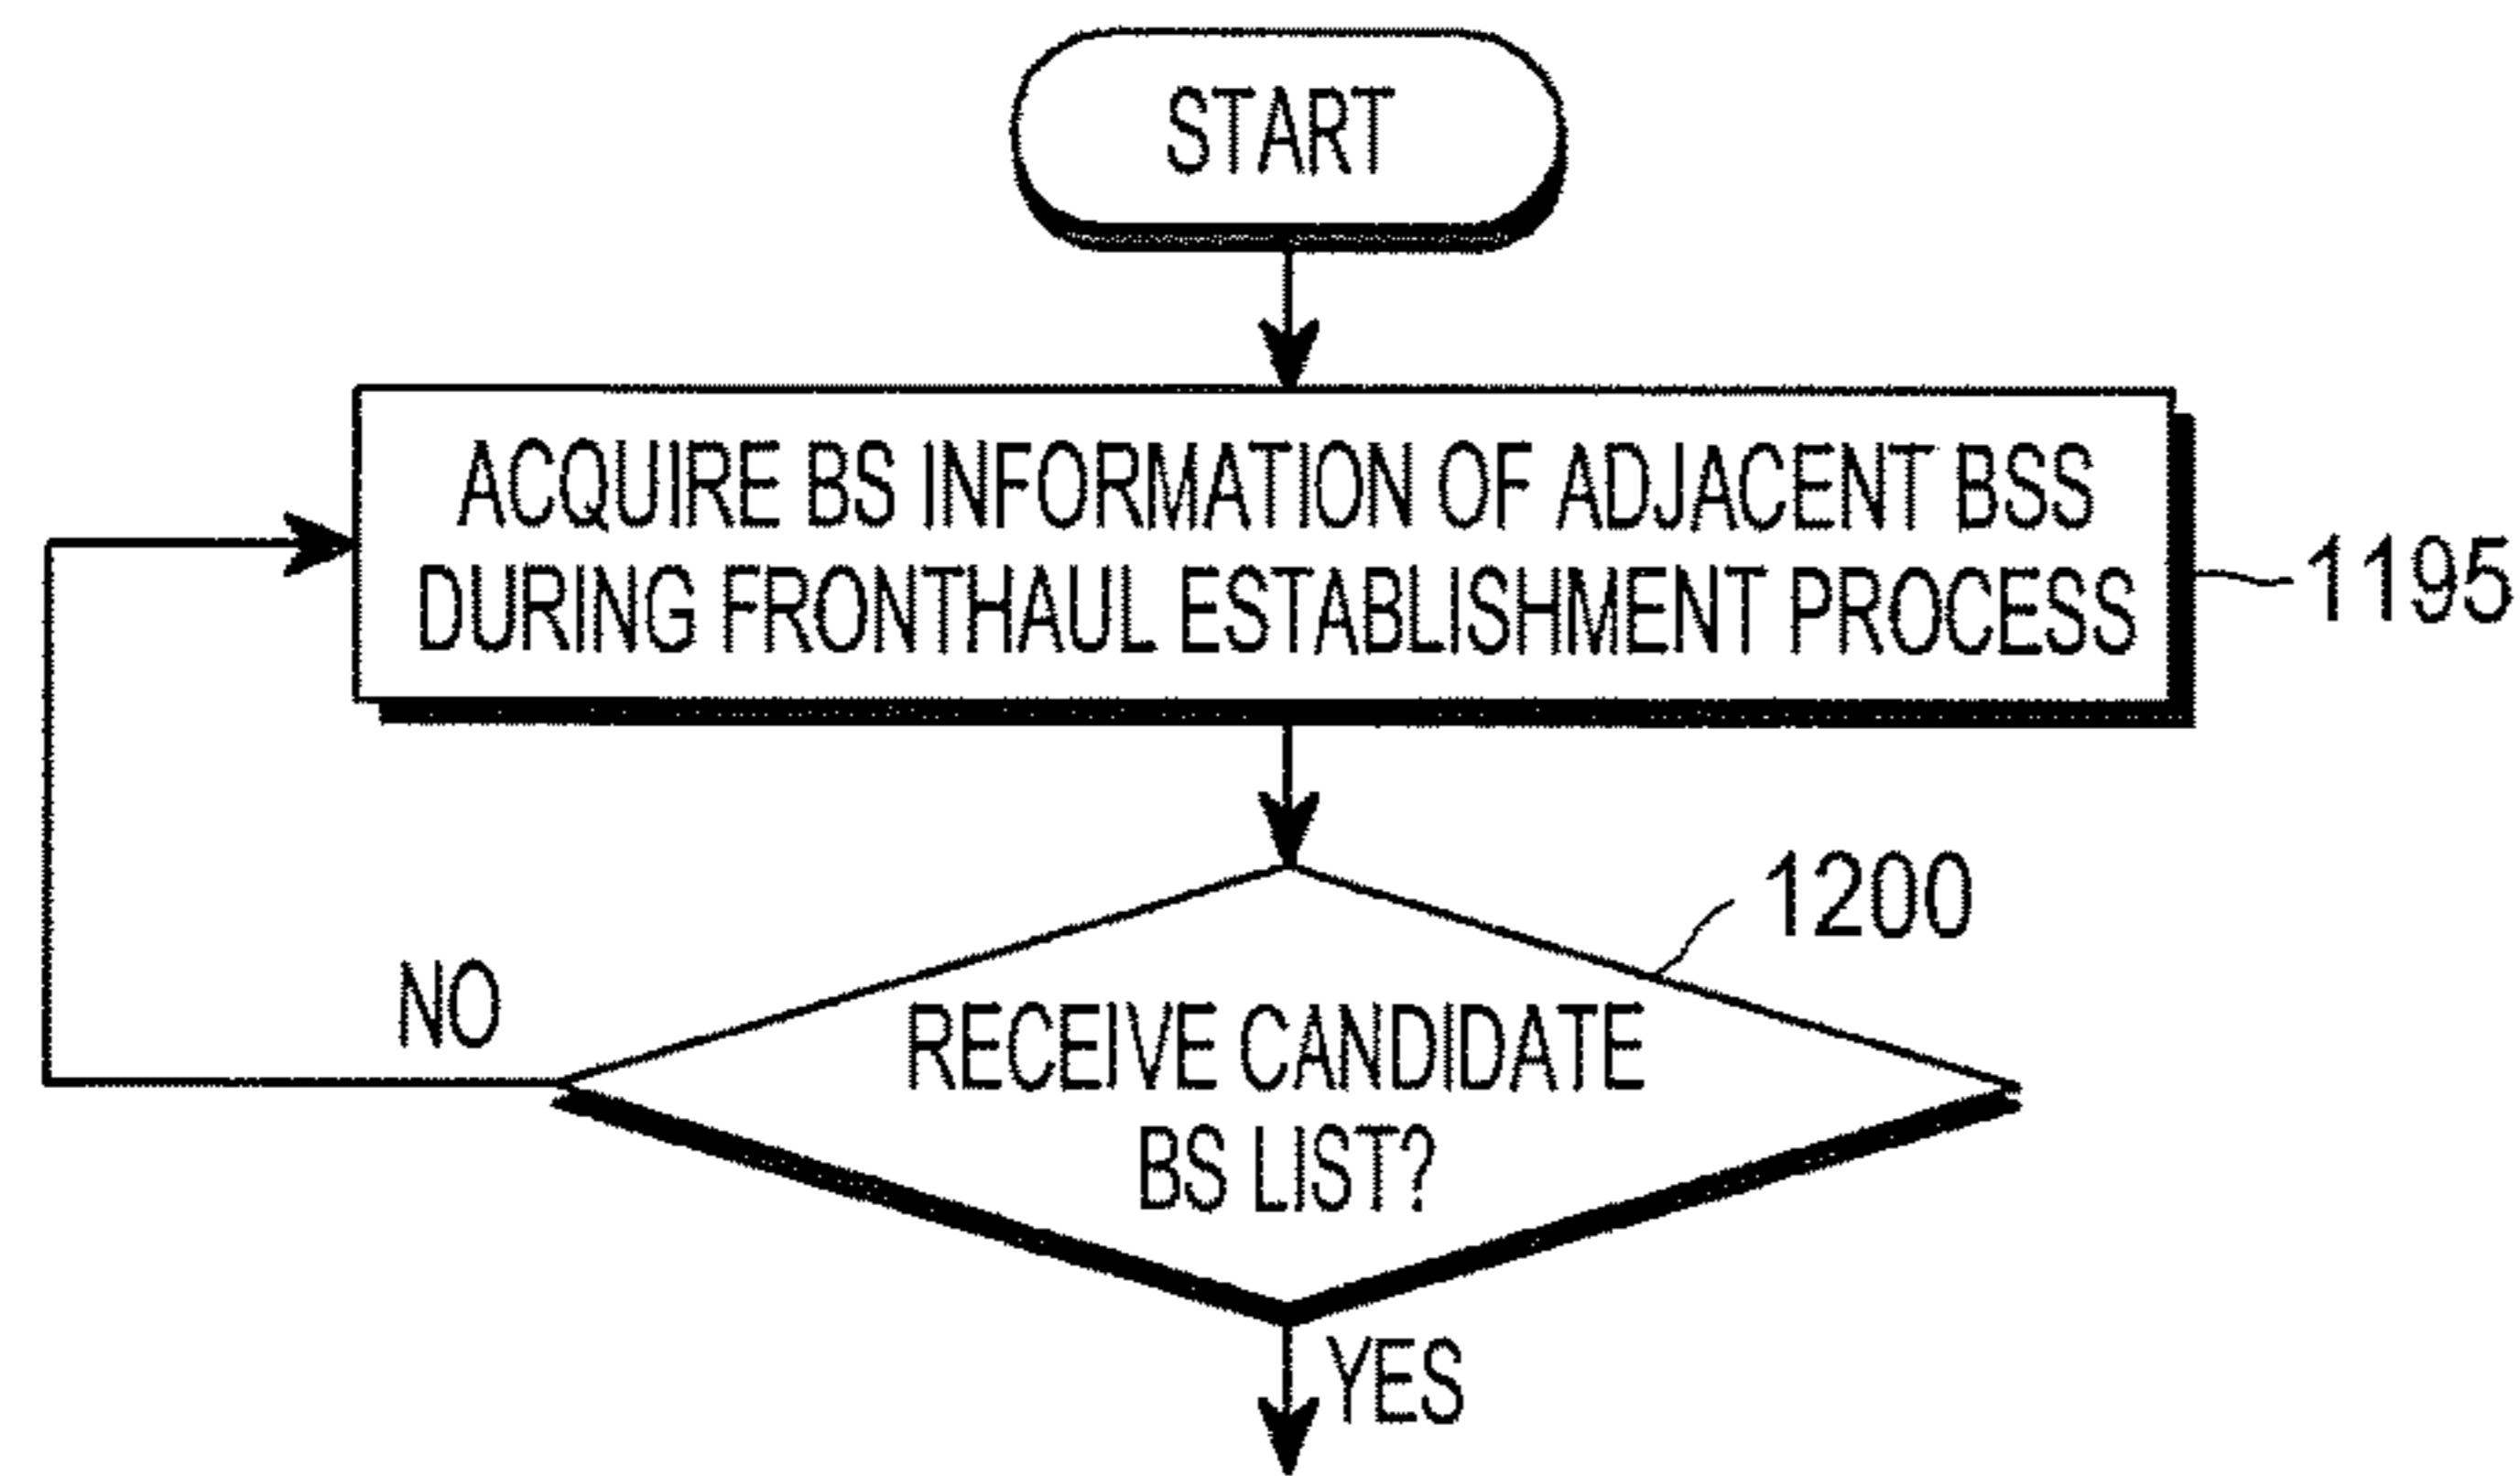 START
ACQUIRE BS INFORMATION OF ADJACENT BSS
DURING FRONTHAUL ESTABLISHMENT PROCESS
1195
1200
NO
RECEIVE CANDIDATE
BS LIST?
YES